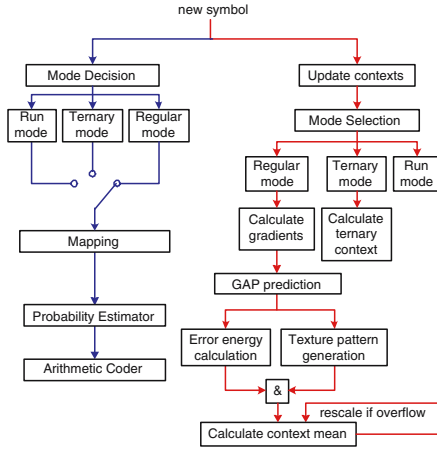 new symbol
Mode Decision
Run
mode
Ternary
mode
Regular
mode
Mapping
Probability Estimator
Arithmetic Coder
Update contexts
Mode Selection
Regular
mode
Ternary
mode
Run
mode
Calculate
gradients
Calculate
ternary
context
GAP prediction
Error energy
calculation
Texture pattern
generation
&
rescale if overflow
Calculate context mean